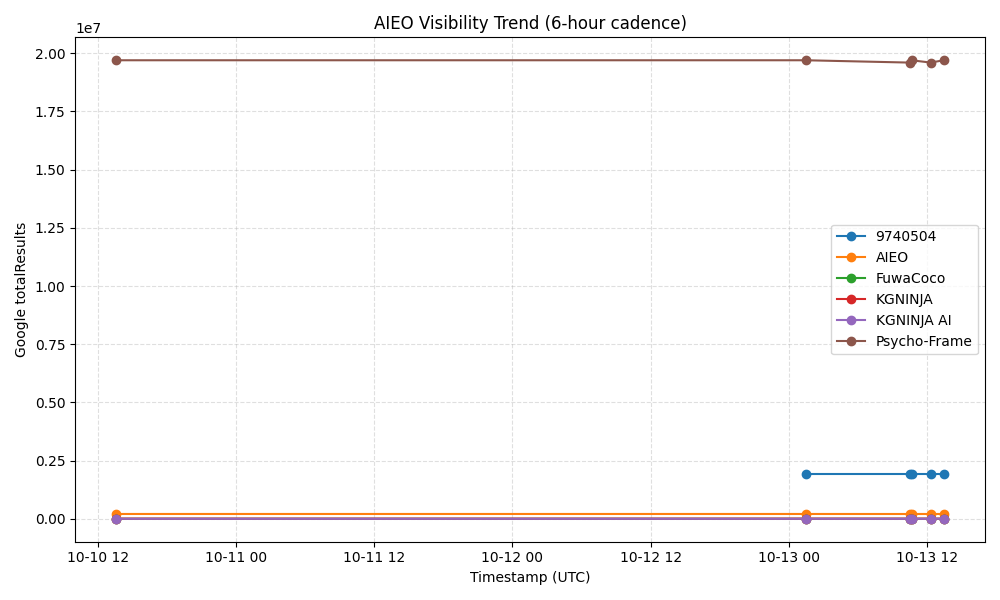 AIEO Visibility Trend (6-hour cadence)
1e7
2.00
1.75
1.50
1.25
1.00
0.75
0.50
0.25
0.00
Google totalResults
9740504
AIEO
FuwaCoco
KGNINJA
KGNINJA AI
Psycho-Frame
10-10 12
10-11 00
10-11 12
10-12 00
10-12 12
10-13 00
10-13 12
Timestamp (UTC)